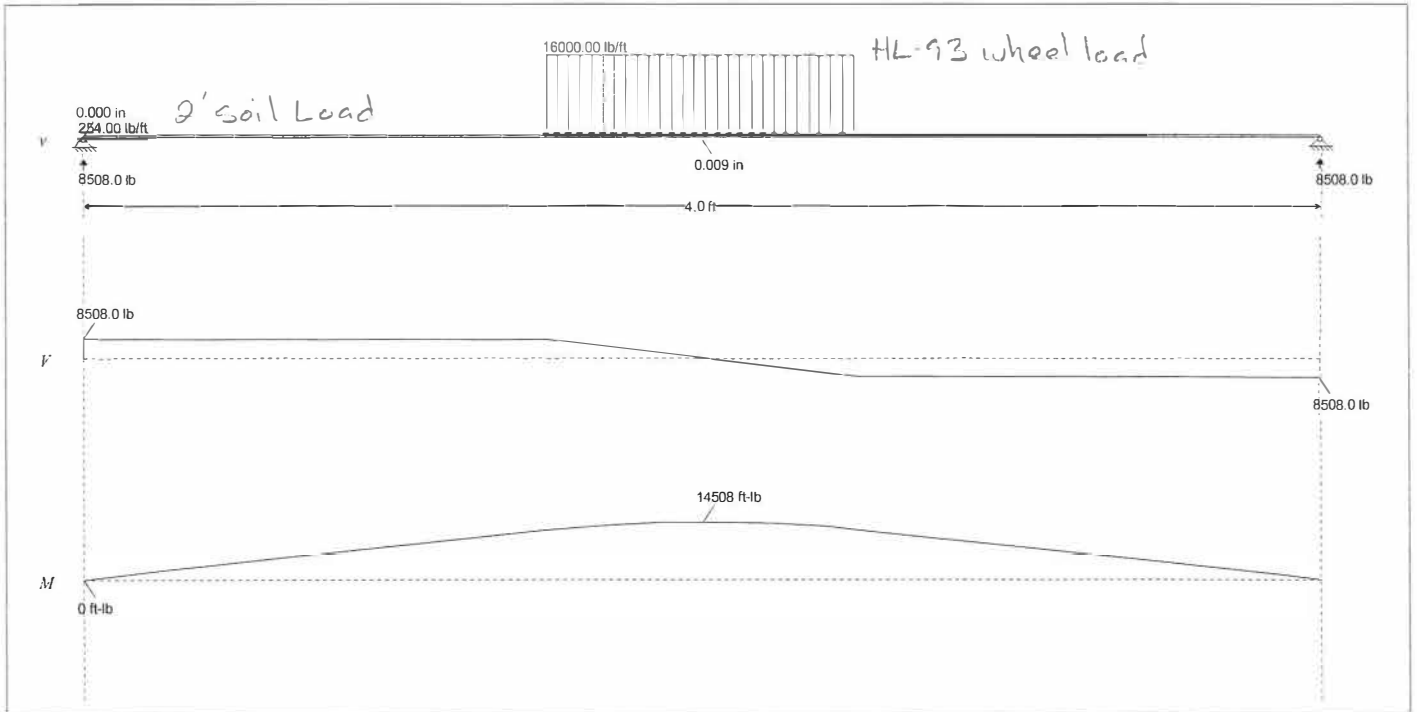 16000.00 lb/ft HL-93 wheel load
0.000 in 2' soil Load
254.00 lb/ft
v
0.009 in
8508.0 lb 8508.0 lb
4.0 ft
8508.0 lb
V
8508.0 lb
14508 ft-lb
M
0 ft-lb